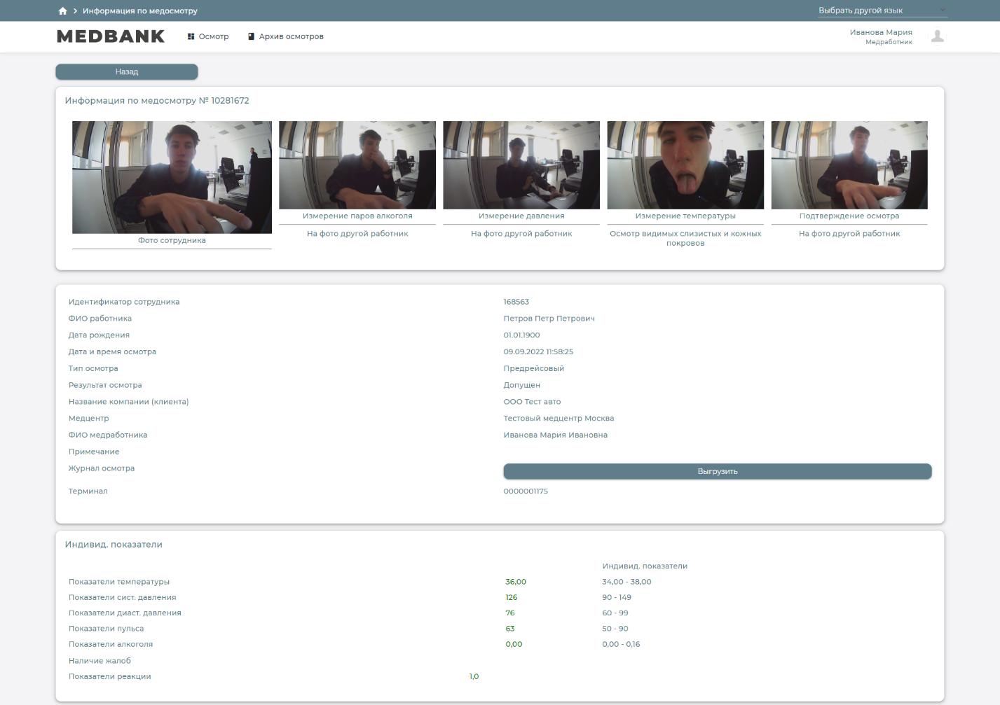 Информация по медосмотру
Выбрать другой язык
MEDBANK
Осмотр
Архив осмотров
Иванова Мария
Медработник
Назад
Информация по медосмотру № 10281672
Фото сотрудника
Измерение паров алкоголя
На фото другой работник
Измерение давления
На фото другой работник
Измерение температуры
Осмотр видимых слизистых и кожных
покровов
Подтверждение осмотра
На фото другой работник
Идентификатор сотрудника 168563
ФИО работника Петров Петр Петрович
Дата рождения 01.01.1900
Дата и время осмотра 09.09.2022 11:58:25
Тип осмотра Предрейсовый
Результат осмотра Допущен
Название компании (клиента) ООО Тест авто
Медцентр Тестовый медцентр Москва
ФИО медработника Иванова Мария Ивановна
Примечание
Журнал осмотра Выгрузить
Терминал 0000001175
Индивид. показатели
Индивид. показатели
Показатели температуры 36,00 34,00 - 38,00
Показатели сист. давления 126 90 - 149
Показатели диаст. давления 76 60 - 99
Показатели пульса 63 50 - 90
Показатели алкоголя 0,00 0,00 - 0,16
Наличие жалоб
Показатели реакции 1,0